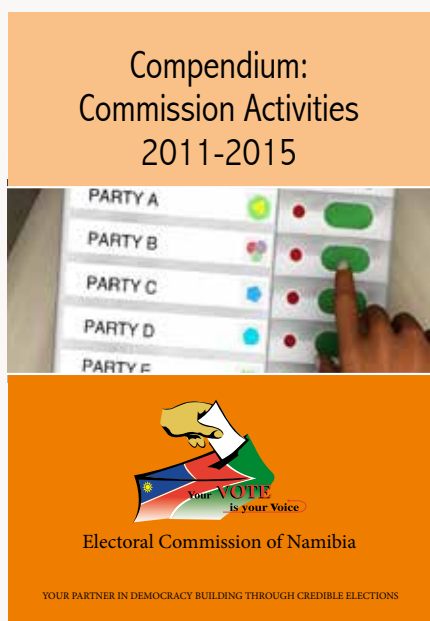 Compendium:
Commission Activities
2011-2015
PARTY A
PARTY B
PARTY C
PARTY D
PARTY E
Your VOTE
is your Voice
Electoral Commission of Namibia
YOUR PARTNER IN DEMOCRACY BUILDING THROUGH CREDIBLE ELECTIONS